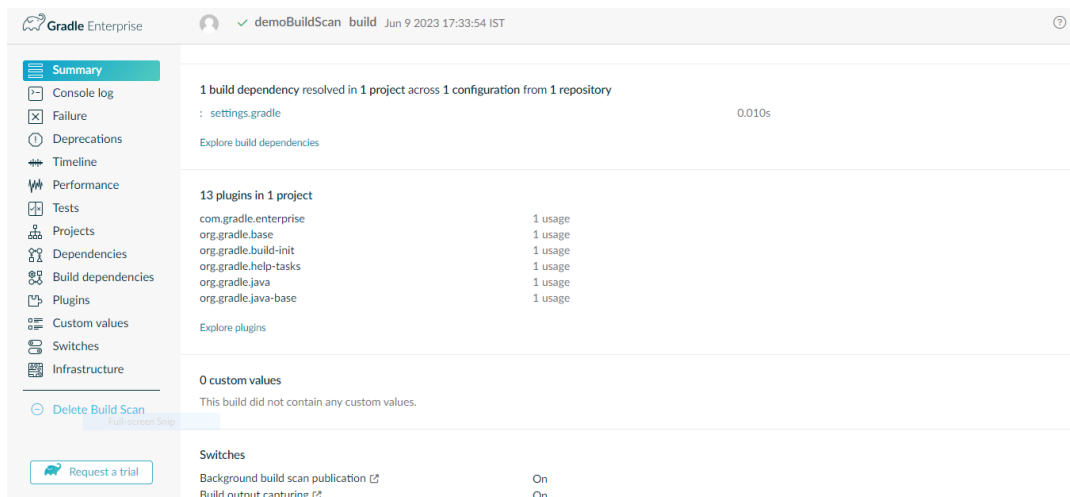 Gradle Enterprise
demoBuildScan build Jun 9 2023 17:33:54 IST
Summary
Console log
Failure
Deprecations
Timeline
Performance
Tests
Projects
Dependencies
Build dependencies
Plugins
Custom values
Switches
Infrastructure
Delete Build Scan
Full-screen Snip
Request a trial
1 build dependency resolved in 1 project across 1 configuration from 1 repository
: settings.gradle 0.010s
Explore build dependencies
13 plugins in 1 project
com.gradle.enterprise 1 usage
org.gradle.base 1 usage
org.gradle.build-init 1 usage
org.gradle.help-tasks 1 usage
org.gradle.java 1 usage
org.gradle.java-base 1 usage
Explore plugins
0 custom values
This build did not contain any custom values.
Switches
Background build scan publication On
Build output capturing On